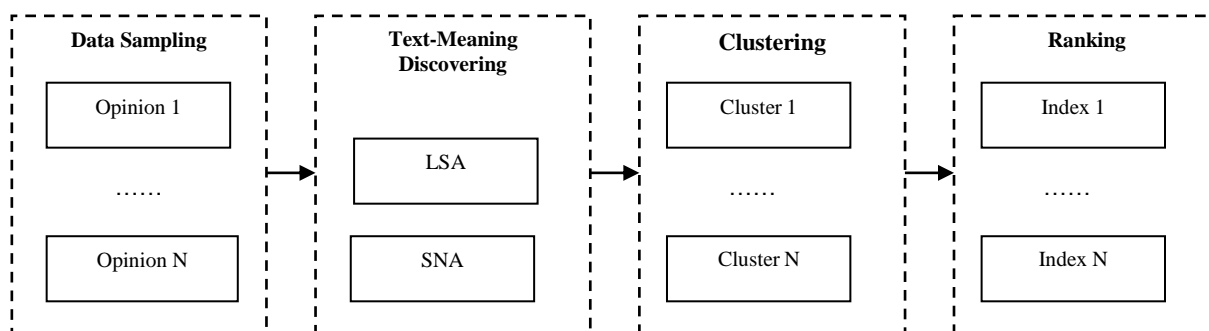 Data Sampling
Opinion 1
......
Opinion N
Text-Meaning
Discovering
LSA
SNA
Clustering
Cluster 1
......
Cluster N
Ranking
Index 1
......
Index N